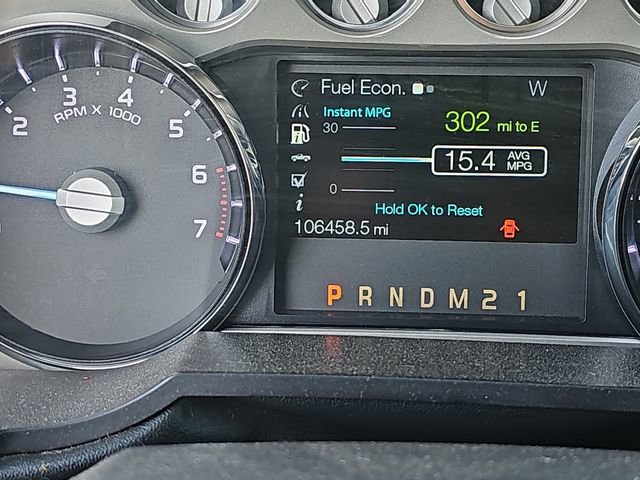 Fuel Econ. W
Instant MPG
30
302 mi to E
15.4 AVG MPG
0
Hold OK to Reset
106458.5 mi
P R N D M 2 1
2 3 4 5 6 7
RPM X 1000